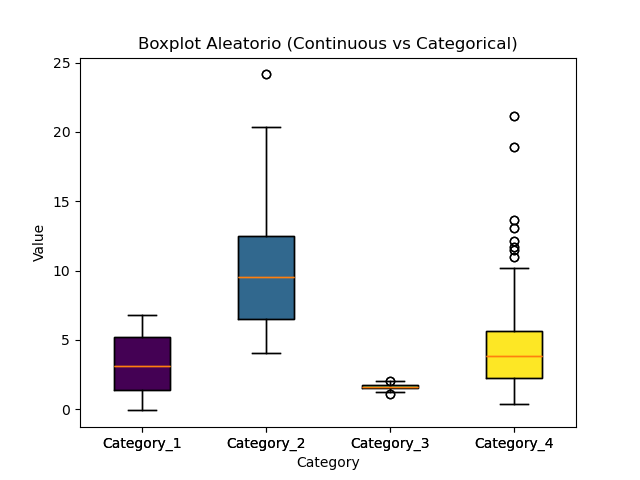 Boxplot Aleatorio (Continuous vs Categorical)
25
20
15
10
5
0
Value
Category_1 Category_2 Category_3 Category_4
Category